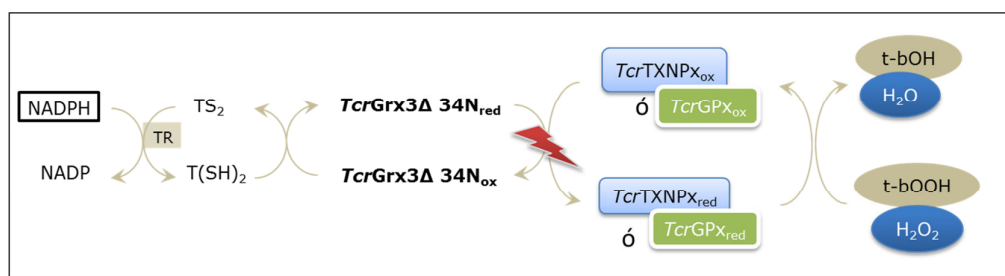 NADPH
NADP
TR
TS₂
T(SH)₂
TcrGrx3Δ 34Nred
TcrGrx3Δ 34Nox
TcrTXNPxox
ó
TcrGPxox
TcrTXNPxred
ó
TcrGPxred
t-bOH
H₂O
t-bOOH
H₂O₂